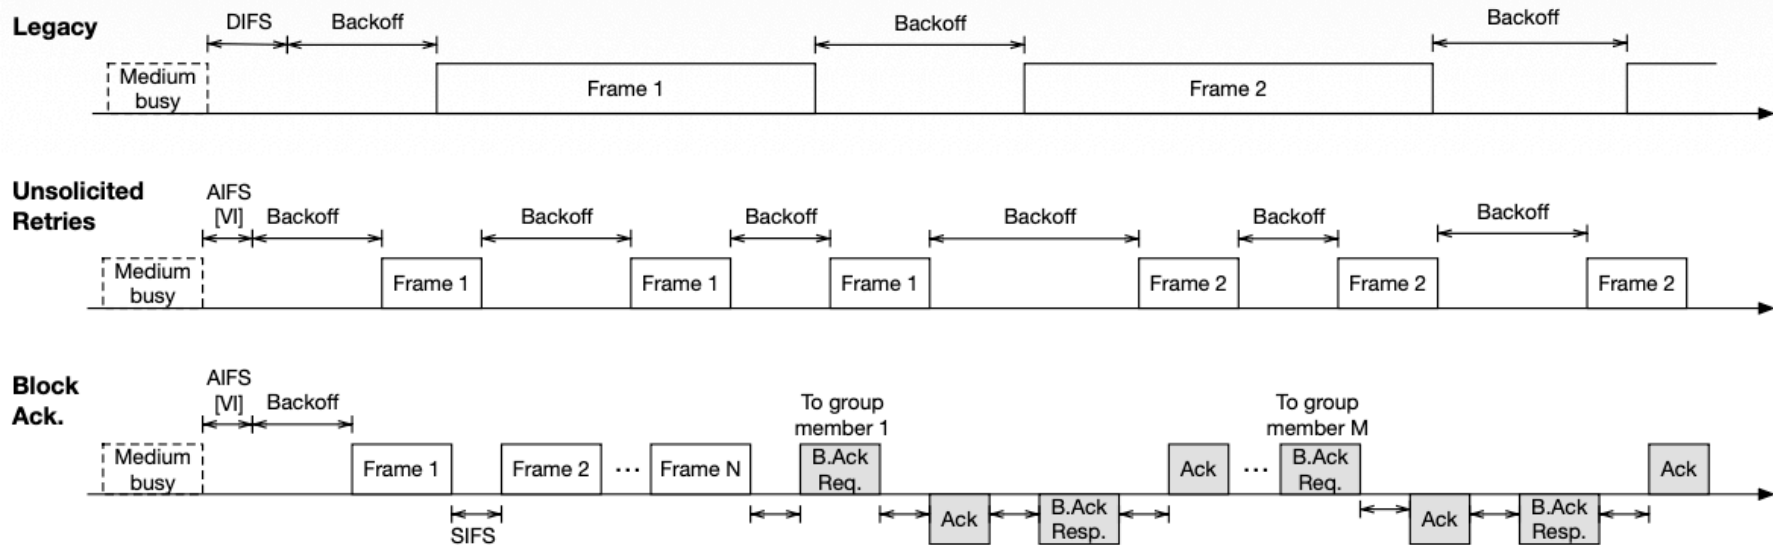 Legacy
DIFS
Backoff
Backoff
Backoff
Medium
busy
Frame 1
Frame 2
Unsolicited
Retries
AIFS
[VI]
Backoff
Backoff
Backoff
Backoff
Backoff
Backoff
Medium
busy
Frame 1
Frame 1
Frame 1
Frame 2
Frame 2
Frame 2
Block
Ack.
AIFS
[VI]
Backoff
To group
member 1
To group
member M
Medium
busy
Frame 1
SIFS
Frame 2
...
Frame N
B.Ack
Req.
Ack
B.Ack
Resp.
Ack
...
B.Ack
Req.
Ack
B.Ack
Resp.
Ack